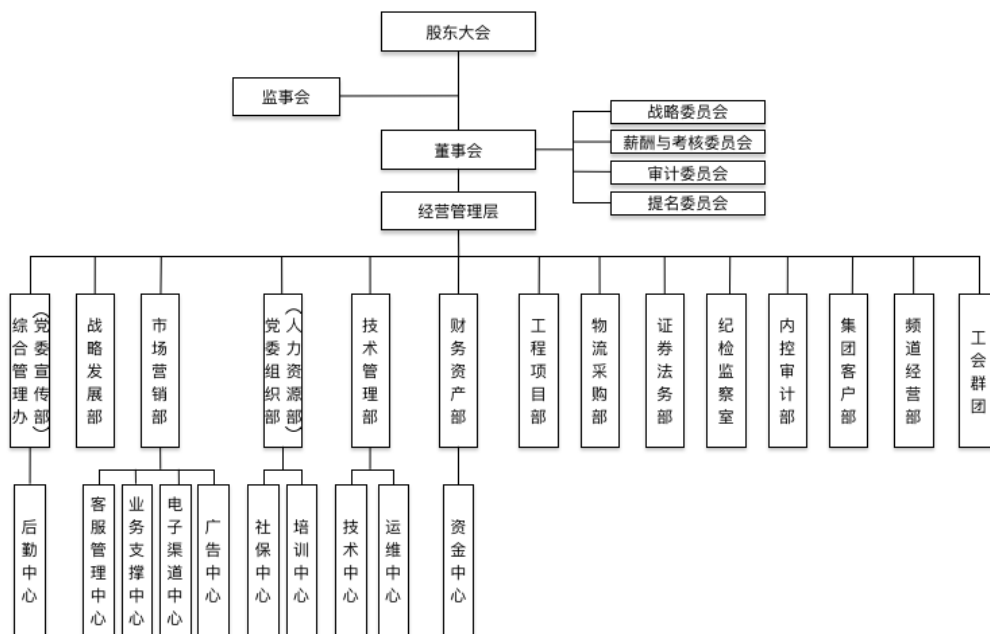 股东大会
监事会
董事会
战略委员会
薪酬与考核委员会
审计委员会
提名委员会
经营管理层
综合管理办
（党委宣传部）
战略发展部
市场营销部
党委组织部
（人力资源部）
技术管理部
财务资产部
工程项目部
物流采购部
证券法务部
纪检监察室
内控审计部
集团客户部
频道经营部
工会群团
后勤中心
客服管理中心
业务支撑中心
电子渠道中心
广告中心
社保中心
培训中心
技术中心
运维中心
资金中心